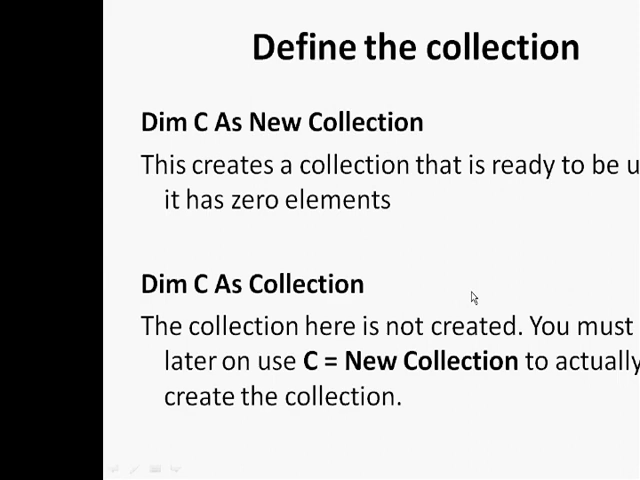 Define the collection
Dim C As New Collection
This creates a collection that is ready to be
it has zero elements
Dim C As Collection
The collection here is not created. You must
later on use C = New Collection to actually
create the collection.